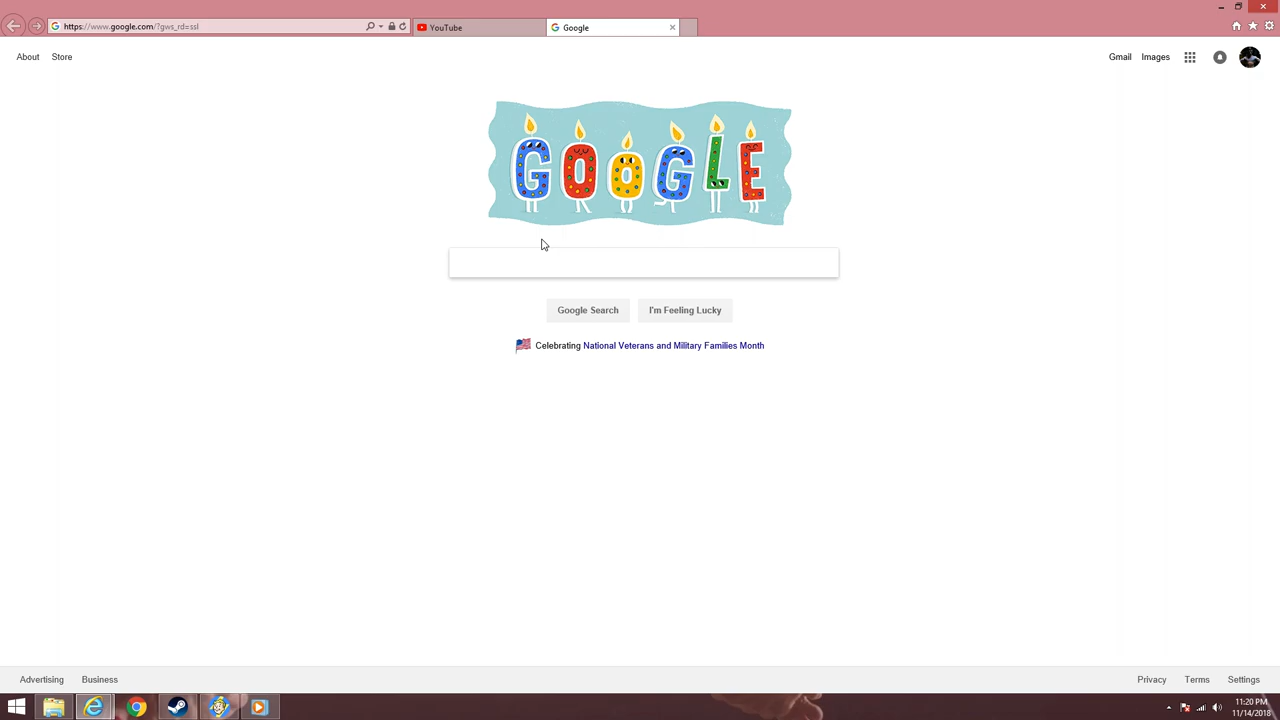 https://www.google.com/?gws_rd=ssl
YouTube
Google
About Store
Gmail Images
GOOGLE
Google Search
I'm Feeling Lucky
Celebrating National Veterans and Military Families Month
Advertising Business
Privacy Terms Settings
11:20 PM
11/14/2018